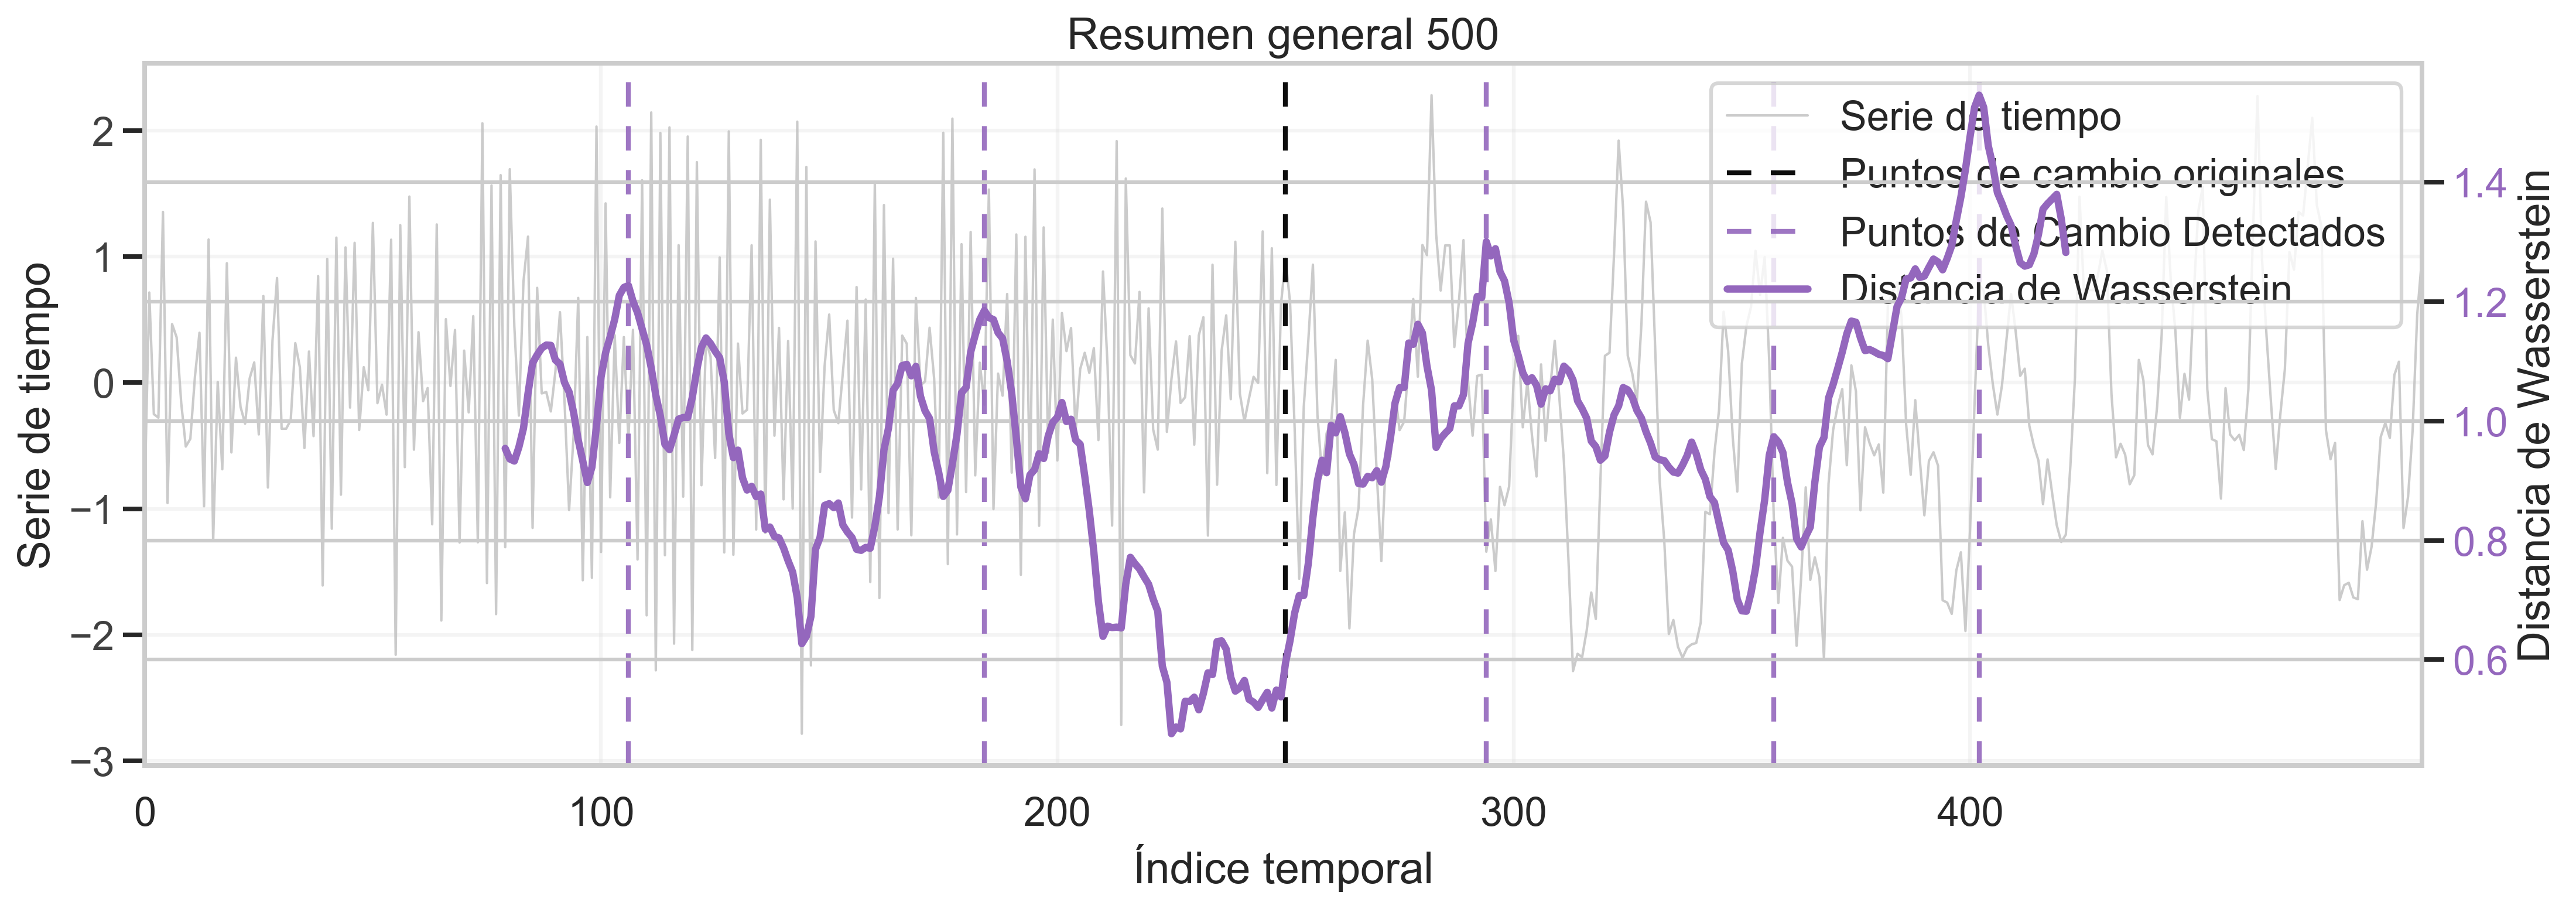 Resumen general 500
Serie de tiempo
2
1
0
−1
−2
−3
Serie de tiempo
Puntos de cambio originales
Puntos de Cambio Detectados
Distancia de Wasserstein
1.4
1.2
1.0
0.8
0.6
Distancia de Wasserstein
0
100
200
300
400
Índice temporal